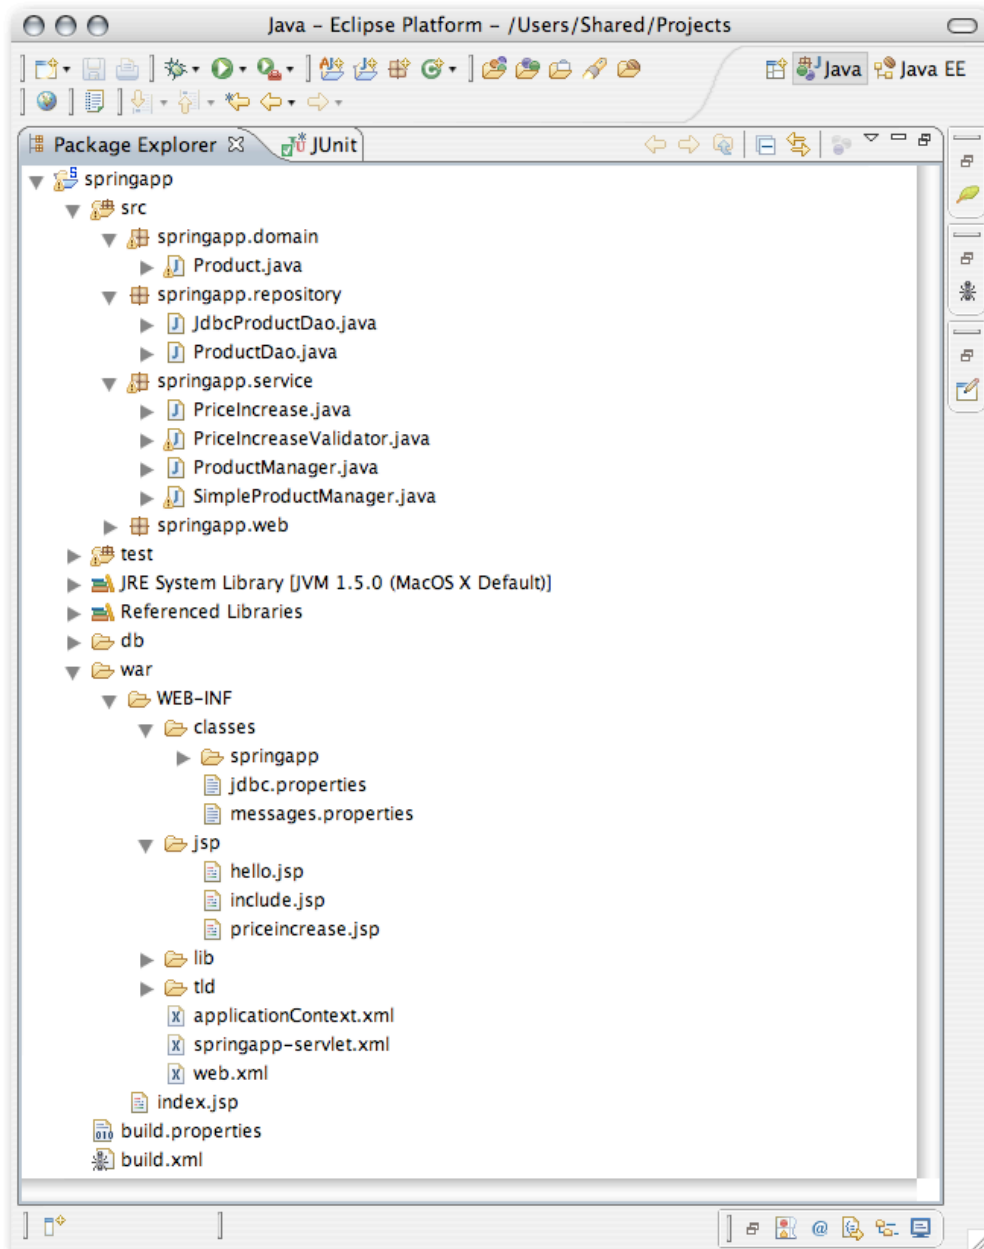 Java – Eclipse Platform – /Users/Shared/Projects
Java Java EE
Package Explorer JUnit
springapp
src
springapp.domain
Product.java
springapp.repository
JdbcProductDao.java
ProductDao.java
springapp.service
PriceIncrease.java
PriceIncreaseValidator.java
ProductManager.java
SimpleProductManager.java
springapp.web
test
JRE System Library [JVM 1.5.0 (MacOS X Default)]
Referenced Libraries
db
war
WEB-INF
classes
springapp
jdbc.properties
messages.properties
jsp
hello.jsp
include.jsp
priceincrease.jsp
lib
tld
applicationContext.xml
springapp-servlet.xml
web.xml
index.jsp
build.properties
build.xml